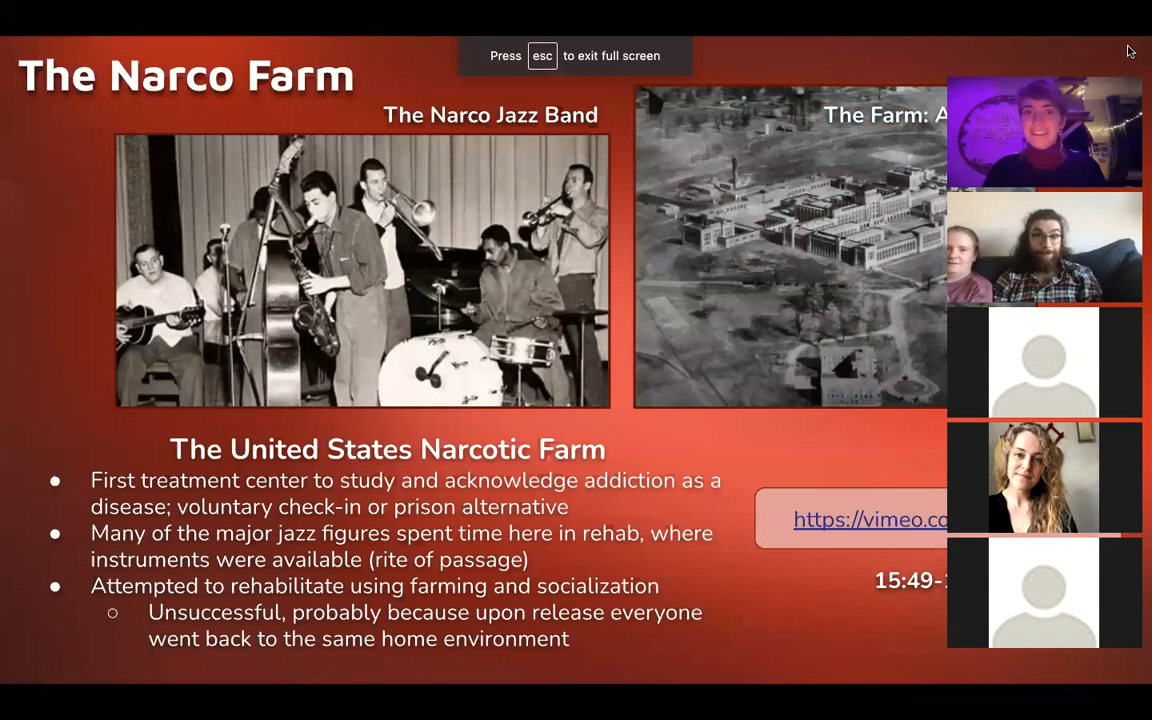 Press esc to exit full screen
The Narco Farm
The Narco Jazz Band
The Farm: A
The United States Narcotic Farm
● First treatment center to study and acknowledge addiction as a
disease; voluntary check-in or prison alternative
● Many of the major jazz figures spent time here in rehab, where
instruments were available (rite of passage)
● Attempted to rehabilitate using farming and socialization
○ Unsuccessful, probably because upon release everyone
went back to the same home environment
https://vimeo.co
15:49-